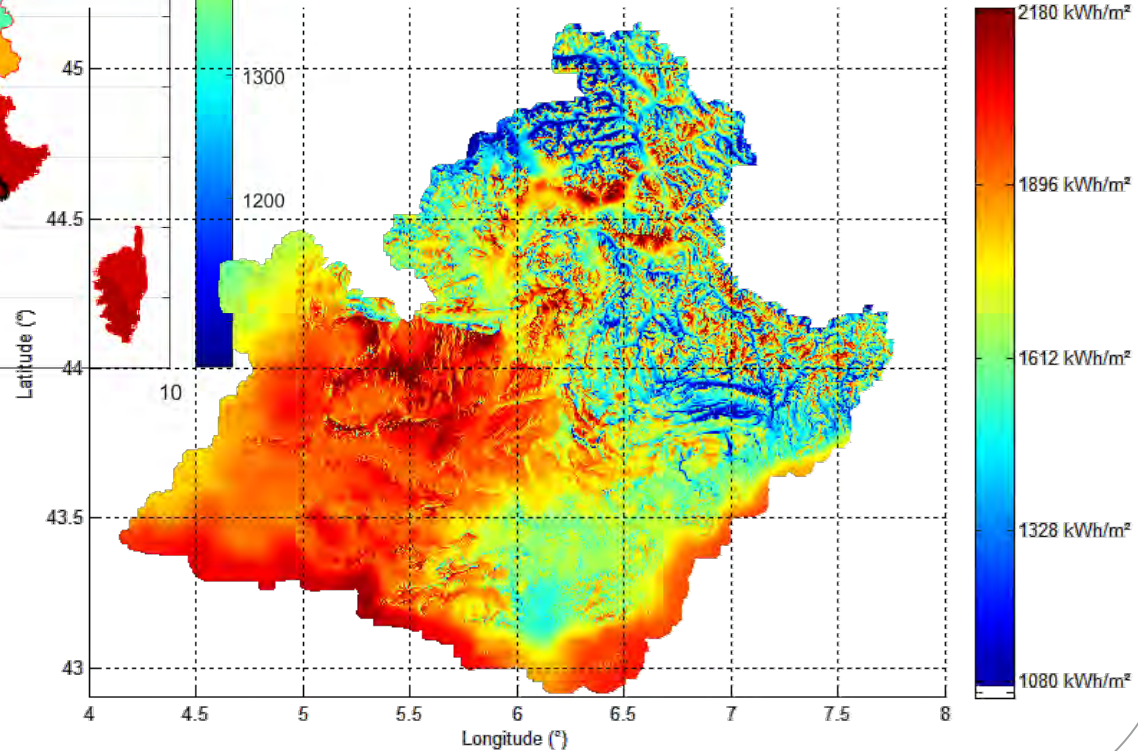 2180 kWh/m²
1896 kWh/m²
1612 kWh/m²
1328 kWh/m²
1080 kWh/m²
1300
1200
10
45
44.5
44
43.5
43
Latitude (°)
4 4.5 5 5.5 6 6.5 7 7.5 8
Longitude (°)